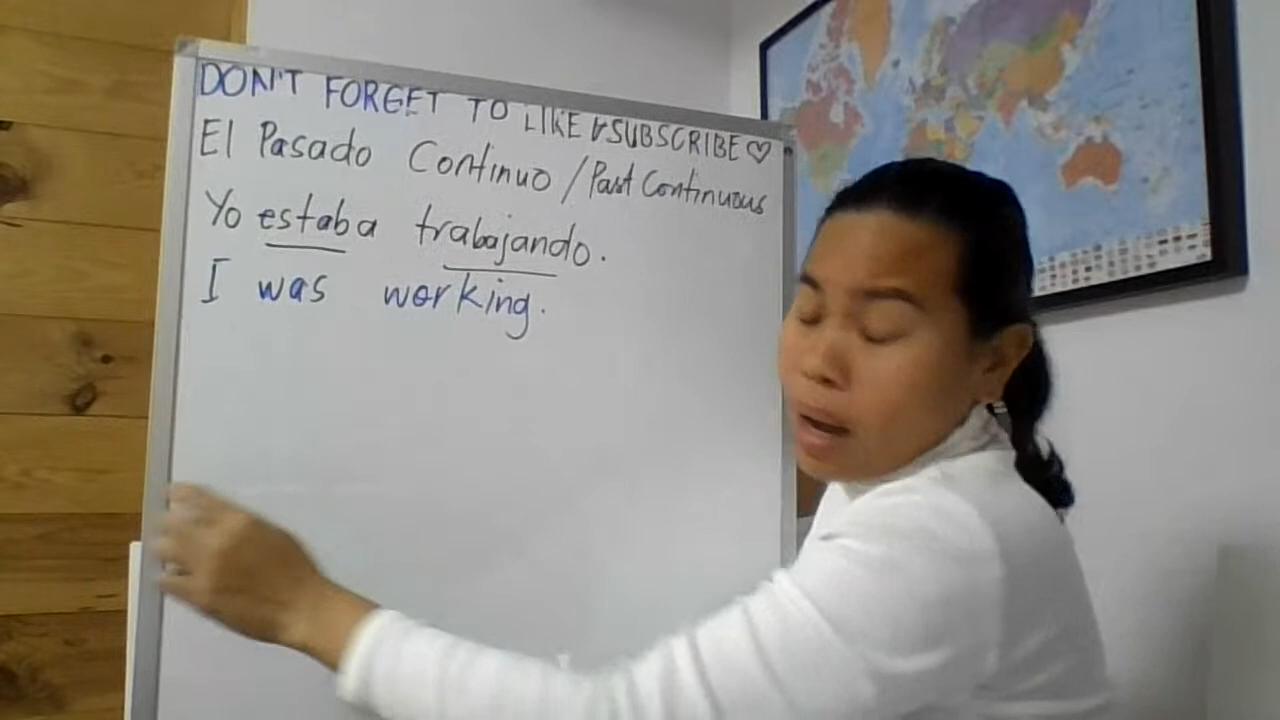 DON'T FORGET TO LIKE & SUBSCRIBE♡
El Pasado Continuo / Past Continuous
Yo estaba trabajando.
I was working.